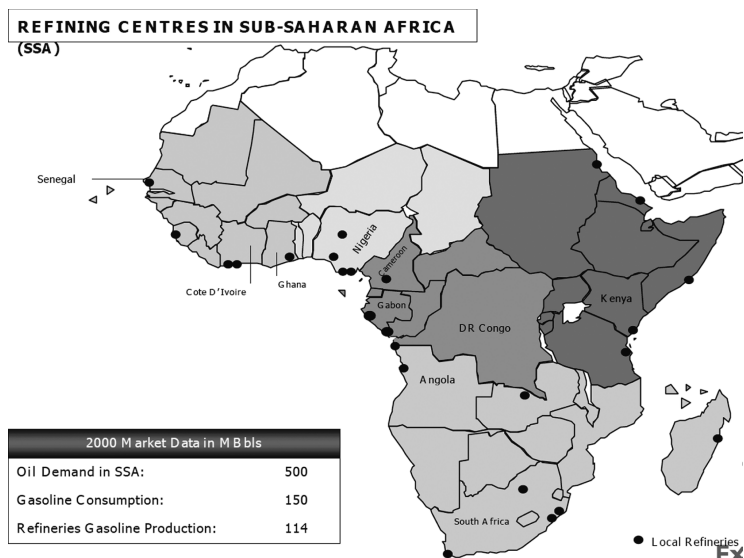 REFINING CENTRES IN SUB-SAHARAN AFRICA
(SSA)
Senegal
Nigeria
Cameroon
Cote D'Ivoire
Ghana
Gabon
Kenya
DR Congo
Angola
2000 Market Data in MBbls
Oil Demand in SSA: 500
Gasoline Consumption: 150
Refineries Gasoline Production: 114
South Africa
Local Refineries
Ex